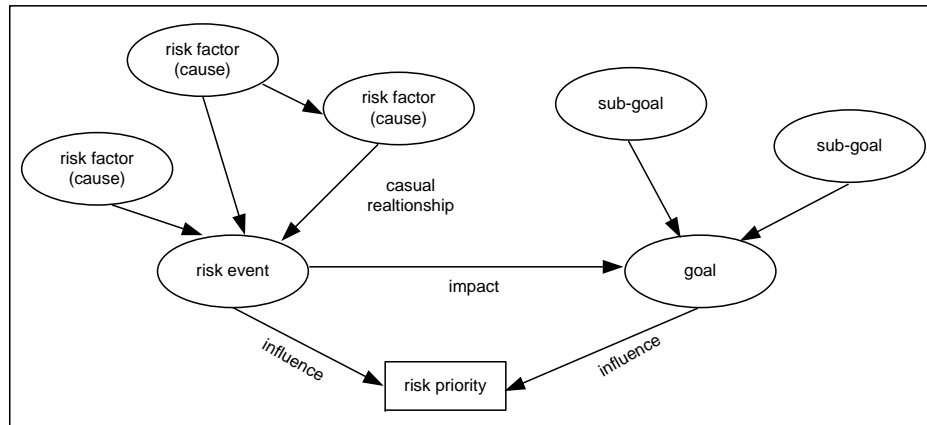 risk factor
(cause)
risk factor
(cause)
sub-goal
sub-goal
risk factor
(cause)
casual
realtionship
risk event
goal
impact
influence
influence
risk priority